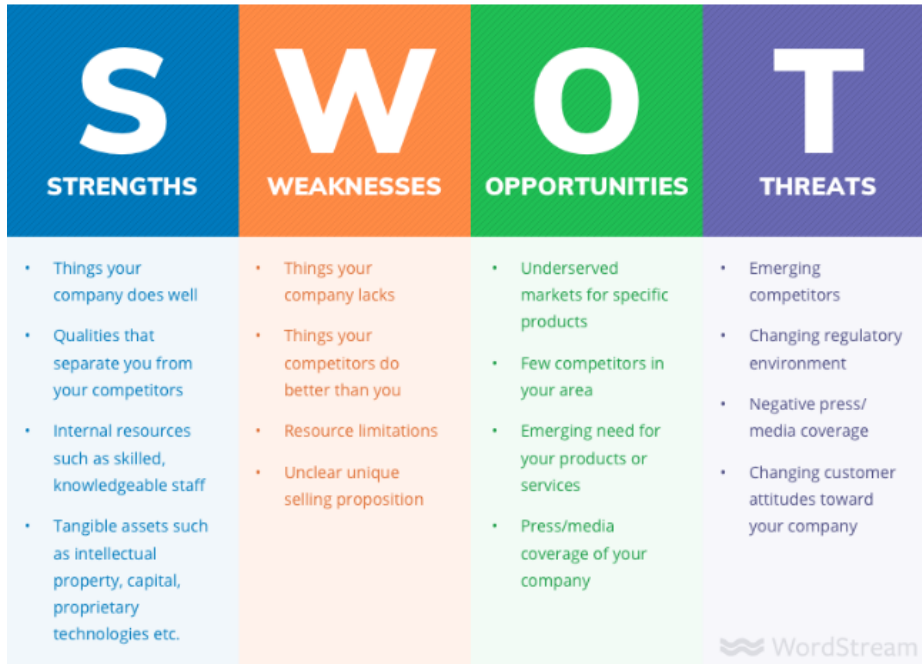 S
STRENGTHS
• Things your
company does well
• Qualities that
separate you from
your competitors
• Internal resources
such as skilled,
knowledgeable staff
• Tangible assets such
as intellectual
property, capital,
proprietary
technologies etc.
W
WEAKNESSES
• Things your
company lacks
• Things your
competitors do
better than you
• Resource limitations
• Unclear unique
selling proposition
O
OPPORTUNITIES
• Underserved
markets for specific
products
• Few competitors in
your area
• Emerging need for
your products or
services
• Press/media
coverage of your
company
T
THREATS
• Emerging
competitors
• Changing regulatory
environment
• Negative press/
media coverage
• Changing customer
attitudes toward
your company
WordStream